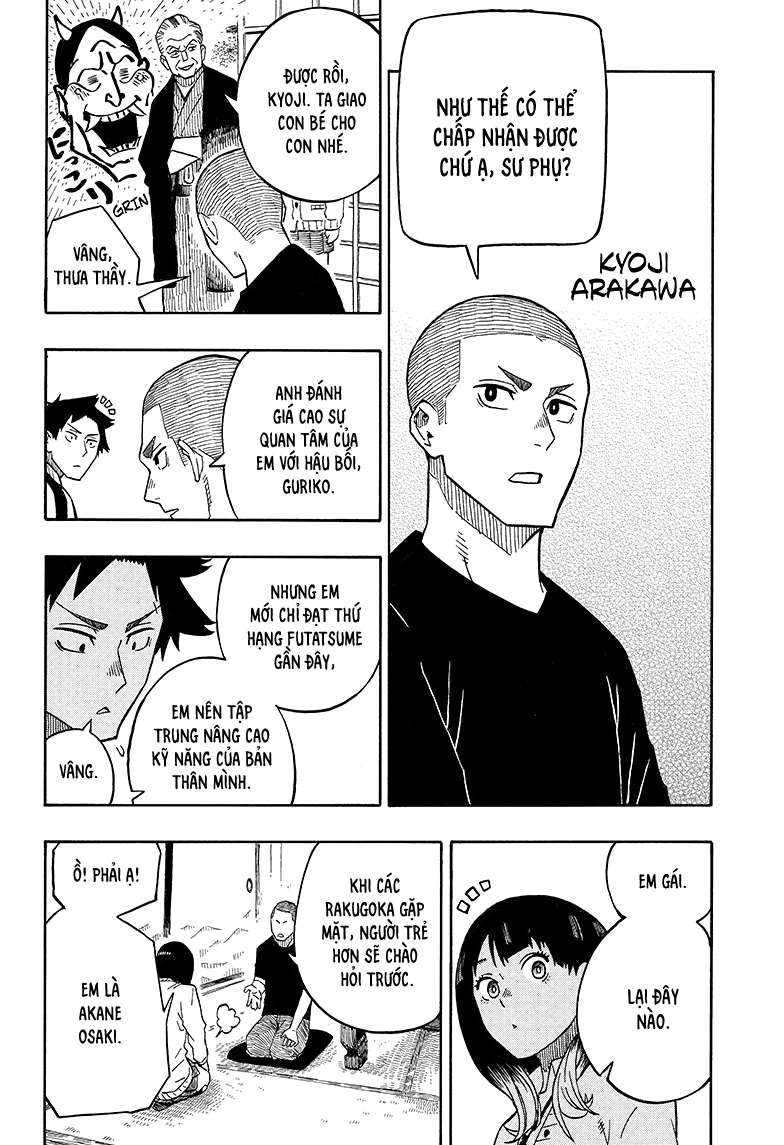 NHƯ THẾ CÓ THỂ
CHẤP NHẬN ĐƯỢC
CHỨ Ạ, SƯ PHỤ?
KYOJI
ARAKAWA
ĐƯỢC RỒI,
KYOJI. TA GIAO
CON BÉ CHO
CON NHÉ.
ニッコリ
GRIN
VÂNG,
THƯA THẦY.
ANH ĐÁNH
GIÁ CAO SỰ
QUAN TÂM CỦA
EM VỚI HẬU BỐI,
GURIKO.
NHƯNG EM
MỚI CHỈ ĐẠT THỨ
HẠNG FUTATSUME
GẦN ĐÂY,
EM NÊN TẬP
TRUNG NÂNG CAO
KỸ NĂNG CỦA BẢN
THÂN MÌNH.
VÂNG.
EM GÁI.
LẠI ĐÂY
NÀO.
KHI CÁC
RAKUGOKA GẶP
MẶT, NGƯỜI TRẺ
HƠN SẼ CHÀO
HỎI TRƯỚC.
Ồ! PHẢI Ạ!
EM LÀ
AKANE
OSAKI.